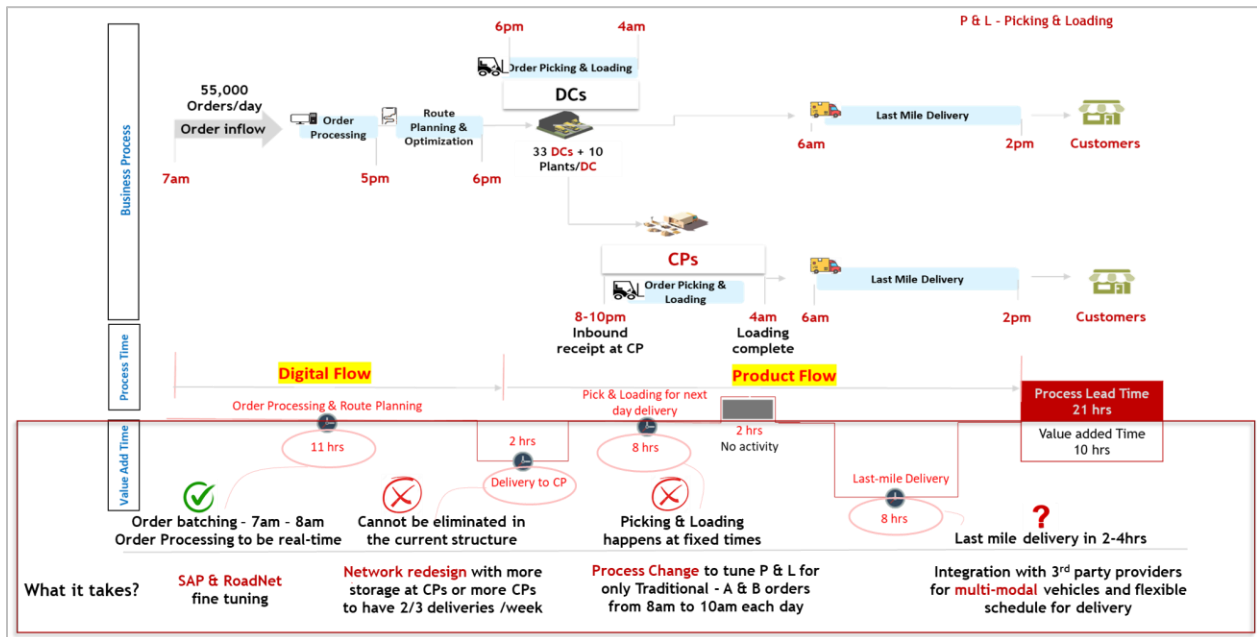 P & L - Picking & Loading
6pm
4am
Order Picking & Loading
DCs
55,000
Orders/day
Order inflow
Order
Processing
Route
Planning &
Optimization
Last Mile Delivery
33 DCs + 10
Plants/DC
7am
5pm
6pm
6am
2pm
Customers
Business Process
CPs
Order Picking &
Loading
Last Mile Delivery
8-10pm
Inbound
receipt at CP
4am
Loading
complete
6am
2pm
Customers
Process Time
Digital Flow
Product Flow
Order Processing & Route Planning
Pick & Loading for next
day delivery
Process Lead Time
21 hrs
Value Add Time
11 hrs
2 hrs
Delivery to CP
8 hrs
2 hrs
No activity
Last-mile Delivery
8 hrs
Value added Time
10 hrs
Order batching - 7am - 8am
Order Processing to be real-time
Cannot be eliminated in
the current structure
Picking & Loading
happens at fixed times
?
Last mile delivery in 2-4hrs
What it takes?
SAP & RoadNet
fine tuning
Network redesign with more
storage at CPs or more CPs
to have 2/3 deliveries /week
Process Change to tune P & L for
only Traditional - A & B orders
from 8am to 10am each day
Integration with 3rd party providers
for multi-modal vehicles and flexible
schedule for delivery